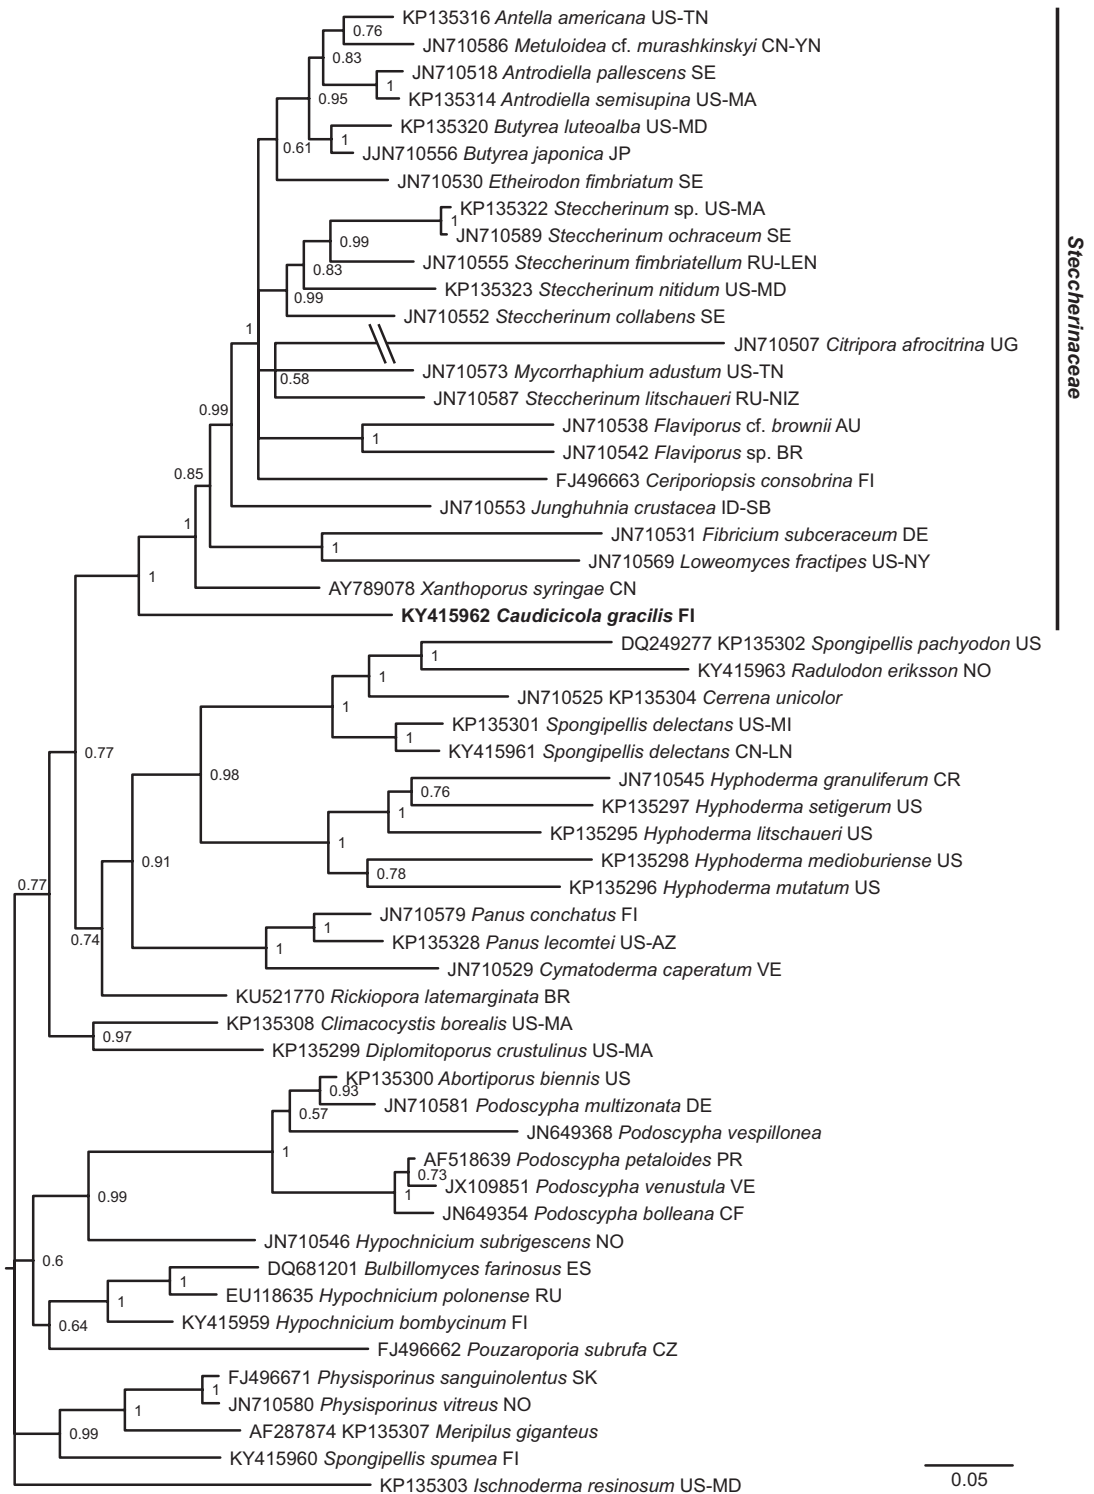 KP135316 Antella americana US-TN
0.76
JN710586 Metuloidea cf. murashkinskyi CN-YN
0.83
JN710518 Antrodiella pallescens SE
1
0.95
KP135314 Antrodiella semisupina US-MA
KP135320 Butyrea luteoalba US-MD
1
0.61
JJN710556 Butyrea japonica JP
JN710530 Etheirodon fimbriatum SE
KP135322 Steccherinum sp. US-MA
1
JN710589 Steccherinum ochraceum SE
0.99
JN710555 Steccherinum fimbriatellum RU-LEN
0.83
KP135323 Steccherinum nitidum US-MD
0.99
JN710552 Steccherinum collabens SE
1
JN710507 Citripora afrocitrina UG
JN710573 Mycorrhaphium adustum US-TN
0.58
JN710587 Steccherinum litschaueri RU-NIZ
0.99
JN710538 Flaviporus cf. brownii AU
1
JN710542 Flaviporus sp. BR
0.85
FJ496663 Ceriporiopsis consobrina FI
JN710553 Junghuhnia crustacea ID-SB
1
JN710531 Fibricium subceraceum DE
1
JN710569 Loweomyces fractipes US-NY
1
AY789078 Xanthoporus syringae CN
KY415962 Caudicicola gracilis FI
Steccherinaceae
DQ249277 KP135302 Spongipellis pachyodon US
1
KY415963 Radulodon eriksson NO
1
JN710525 KP135304 Cerrena unicolor
1
KP135301 Spongipellis delectans US-MI
1
KY415961 Spongipellis delectans CN-LN
0.77
0.98
JN710545 Hyphoderma granuliferum CR
0.76
KP135297 Hyphoderma setigerum US
1
KP135295 Hyphoderma litschaueri US
1
KP135298 Hyphoderma medioburiense US
0.91
0.78
KP135296 Hyphoderma mutatum US
0.77
JN710579 Panus conchatus FI
1
KP135328 Panus lecomtei US-AZ
0.74
1
JN710529 Cymatoderma caperatum VE
KU521770 Rickiopora latemarginata BR
KP135308 Climacocystis borealis US-MA
0.97
KP135299 Diplomitoporus crustulinus US-MA
KP135300 Abortiporus biennis US
0.93
JN710581 Podoscypha multizonata DE
0.57
JN649368 Podoscypha vespillonea
1
AF518639 Podoscypha petaloides PR
0.73
JX109851 Podoscypha venustula VE
1
0.99
JN649354 Podoscypha bolleana CF
JN710546 Hypochnicium subrigescens NO
0.6
DQ681201 Bulbillomyces farinosus ES
1
EU118635 Hypochnicium polonense RU
1
KY415959 Hypochnicium bombycinum FI
0.64
FJ496662 Pouzaroporia subrufa CZ
FJ496671 Physisporinus sanguinolentus SK
1
JN710580 Physisporinus vitreus NO
1
AF287874 KP135307 Meripilus giganteus
0.99
KY415960 Spongipellis spumea FI
KP135303 Ischnoderma resinosum US-MD
0.05